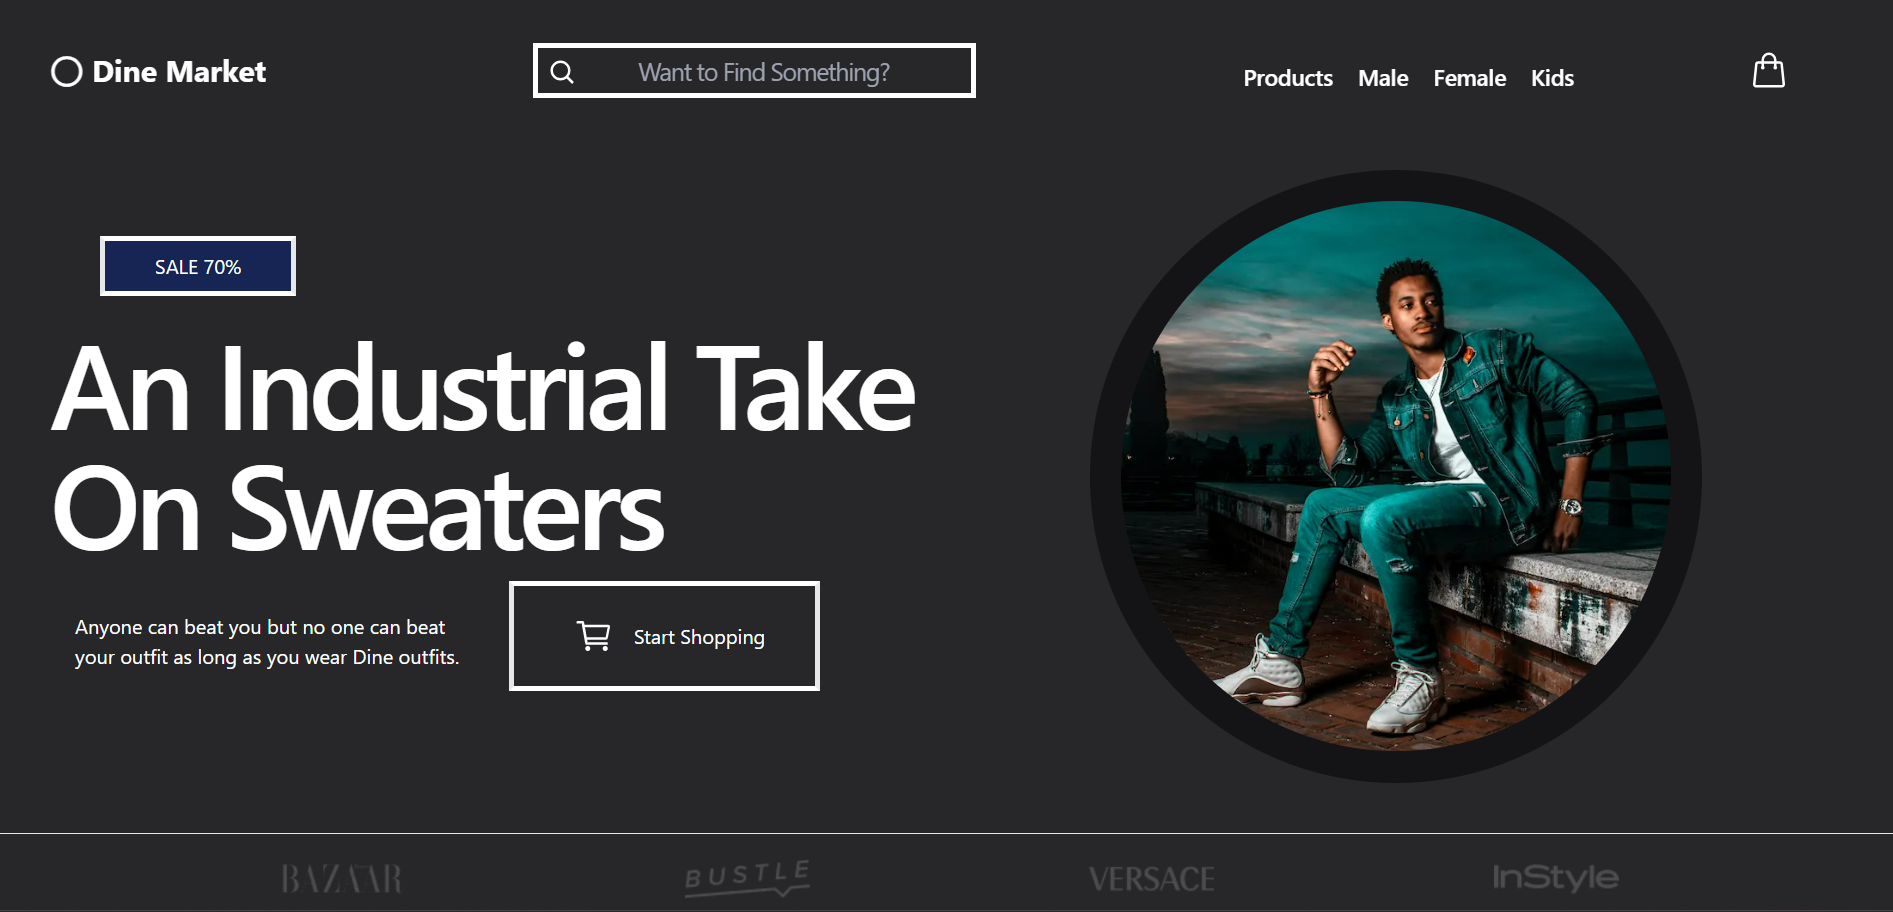 Dine Market
Want to Find Something?
Products Male Female Kids
SALE 70%
An Industrial Take
On Sweaters
Anyone can beat you but no one can beat
your outfit as long as you wear Dine outfits.
Start Shopping
BAZAAR
BUSTLE
VERSACE
InStyle